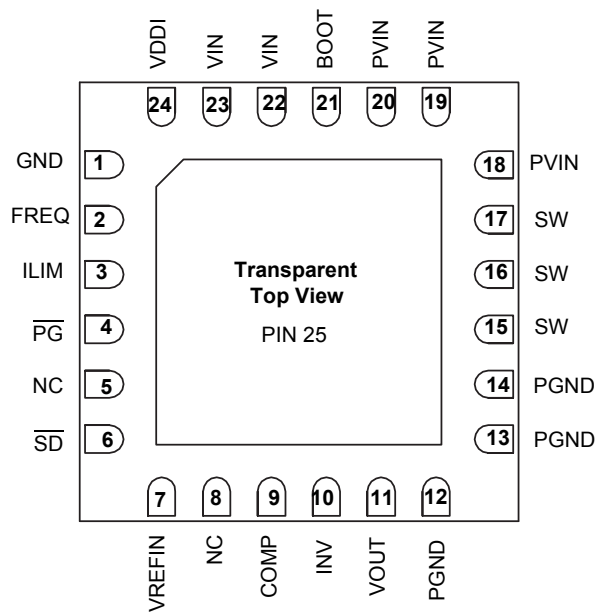 VDDI VIN VIN BOOT PVIN PVIN
24 23 22 21 20 19
GND 1
FREQ 2
ILIM 3
P̅G̅ 4
NC 5
S̅D̅ 6
18 PVIN
17 SW
16 SW
15 SW
14 PGND
13 PGND
Transparent
Top View
PIN 25
7 8 9 10 11 12
VREFIN NC COMP INV VOUT PGND